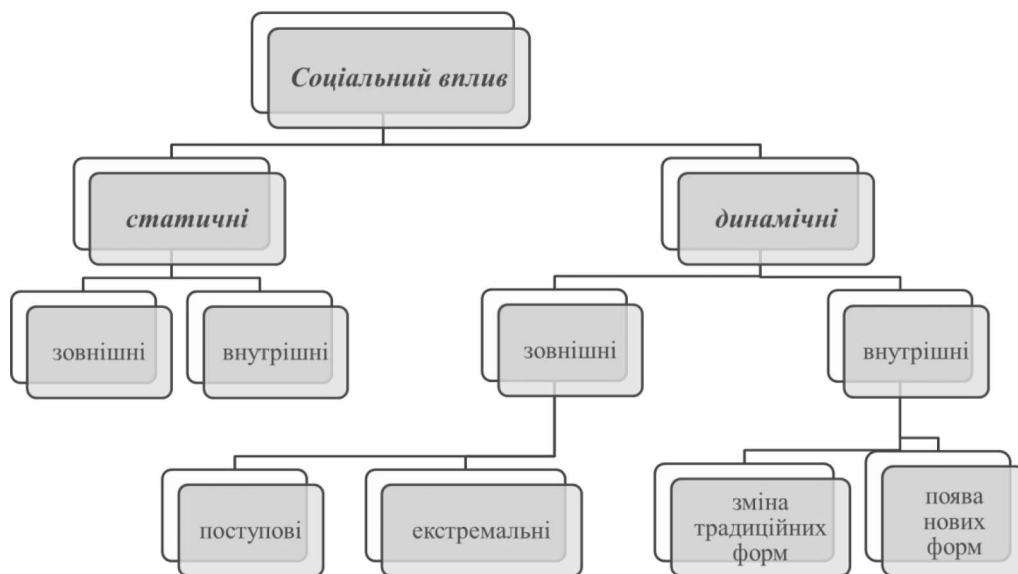 Соціальний вплив
статичні
динамічні
зовнішні
внутрішні
зовнішні
внутрішні
поступові
екстремальні
зміна
традиційних
форм
поява
нових
форм